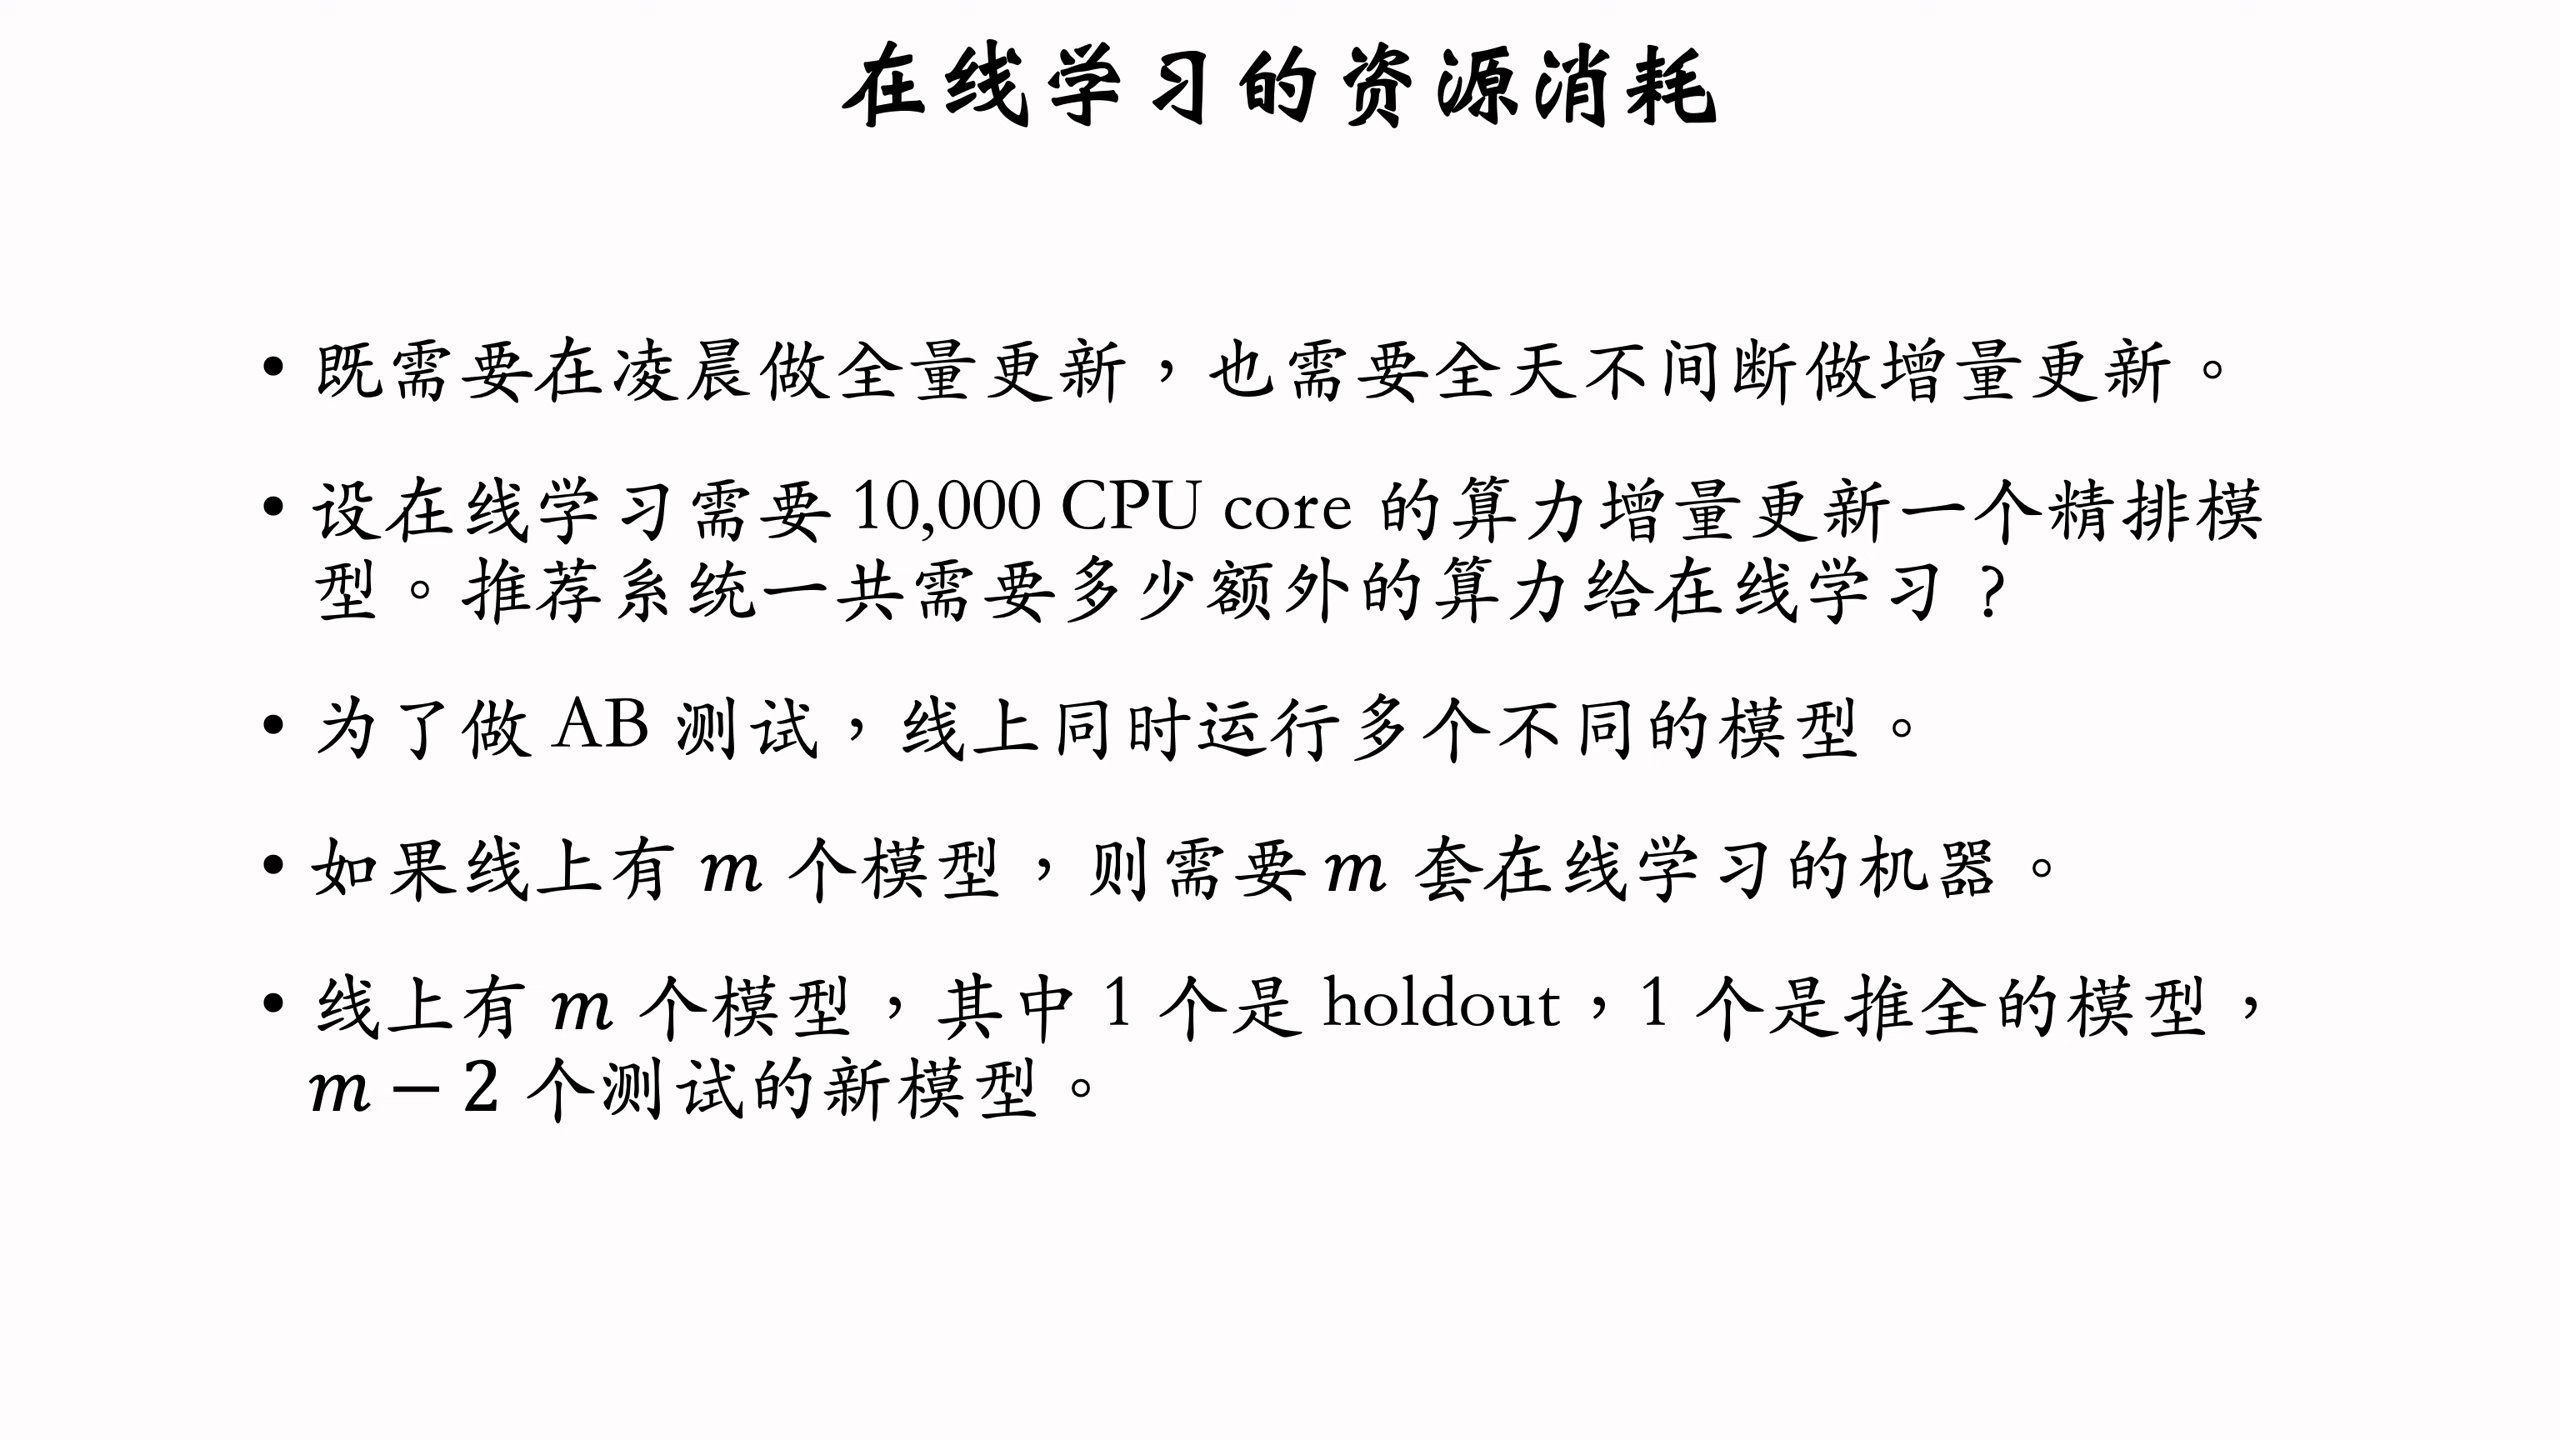 在线学习的资源消耗
• 既需要在凌晨做全量更新，也需要全天不间断做增量更新。
• 设在线学习需要 10,000 CPU core 的算力增量更新一个精排模
型。推荐系统一共需要多少额外的算力给在线学习？
• 为了做 AB 测试，线上同时运行多个不同的模型。
• 如果线上有 m 个模型，则需要 m 套在线学习的机器。
• 线上有 m 个模型，其中 1 个是 holdout，1 个是推全的模型，
m − 2 个测试的新模型。